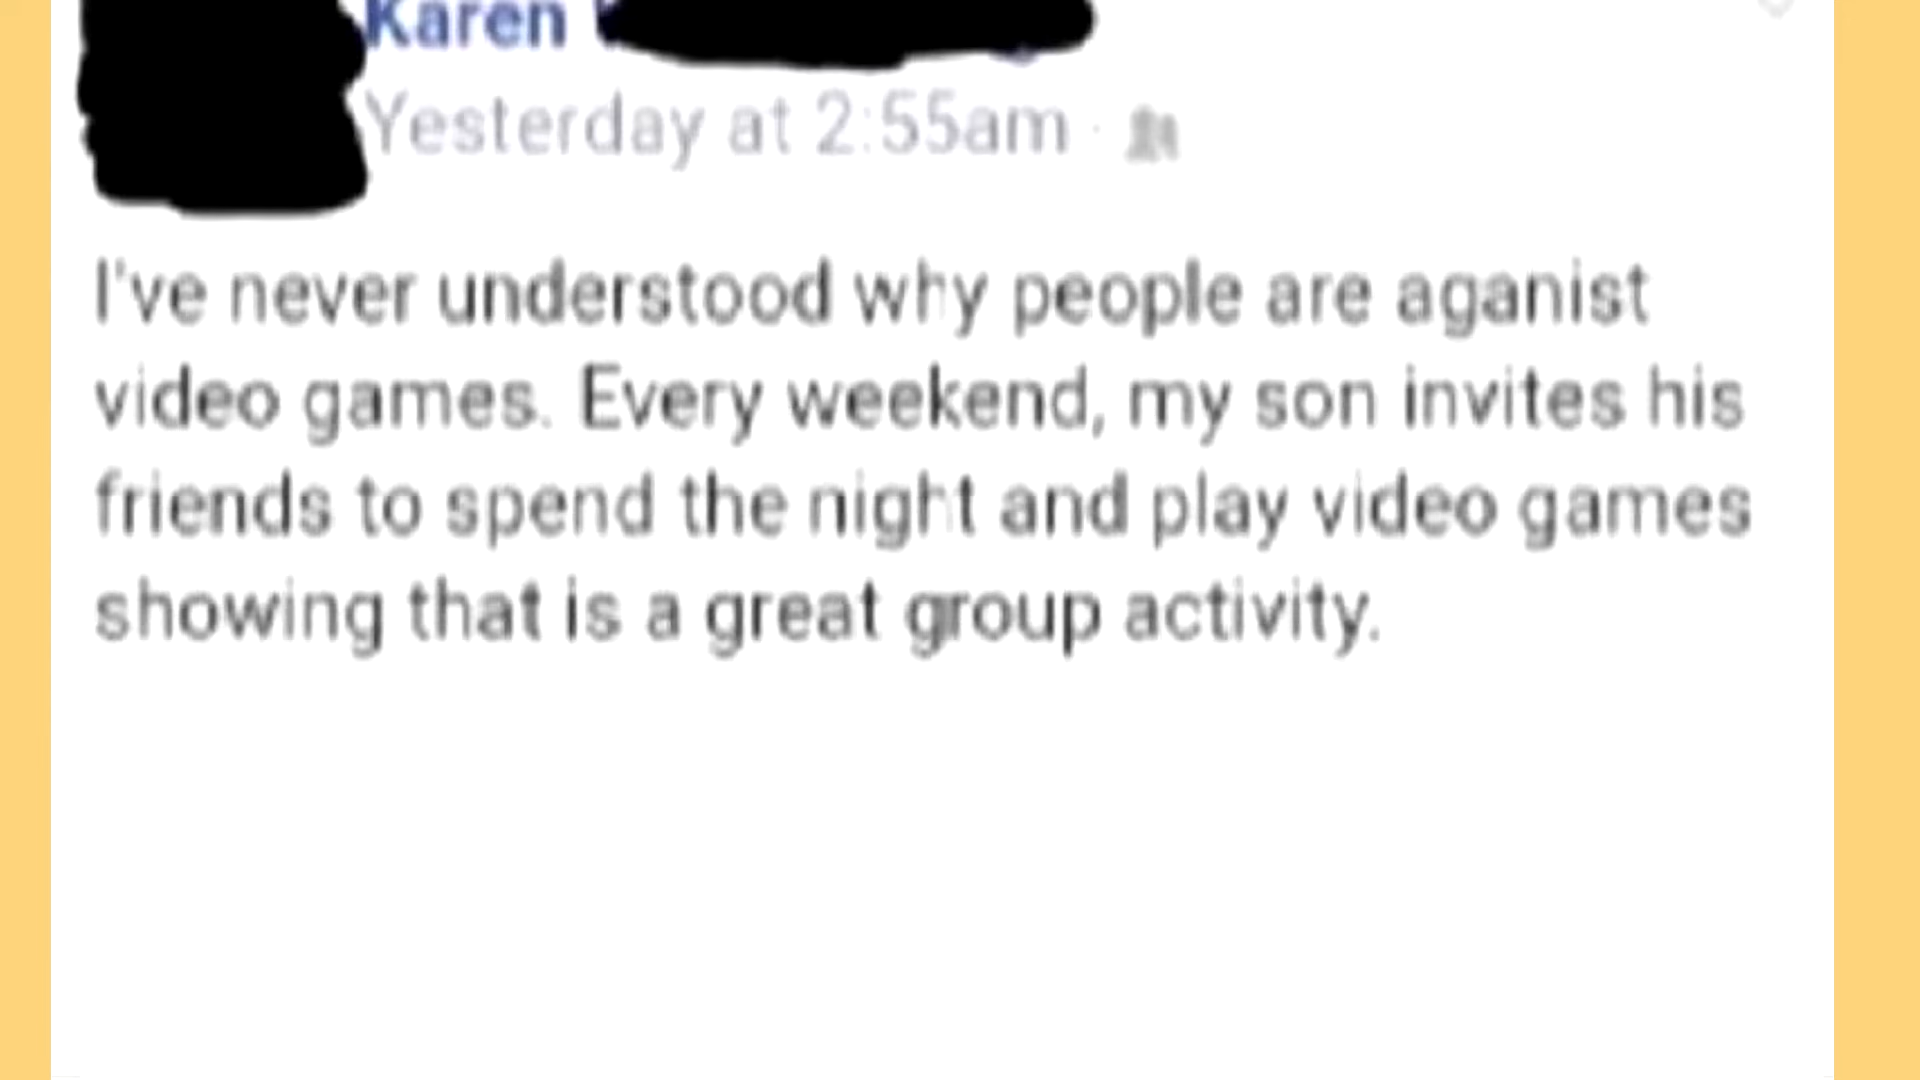 Karen
Yesterday at 2:55am ·
I've never understood why people are aganist
video games. Every weekend, my son invites his
friends to spend the night and play video games
showing that is a great group activity.